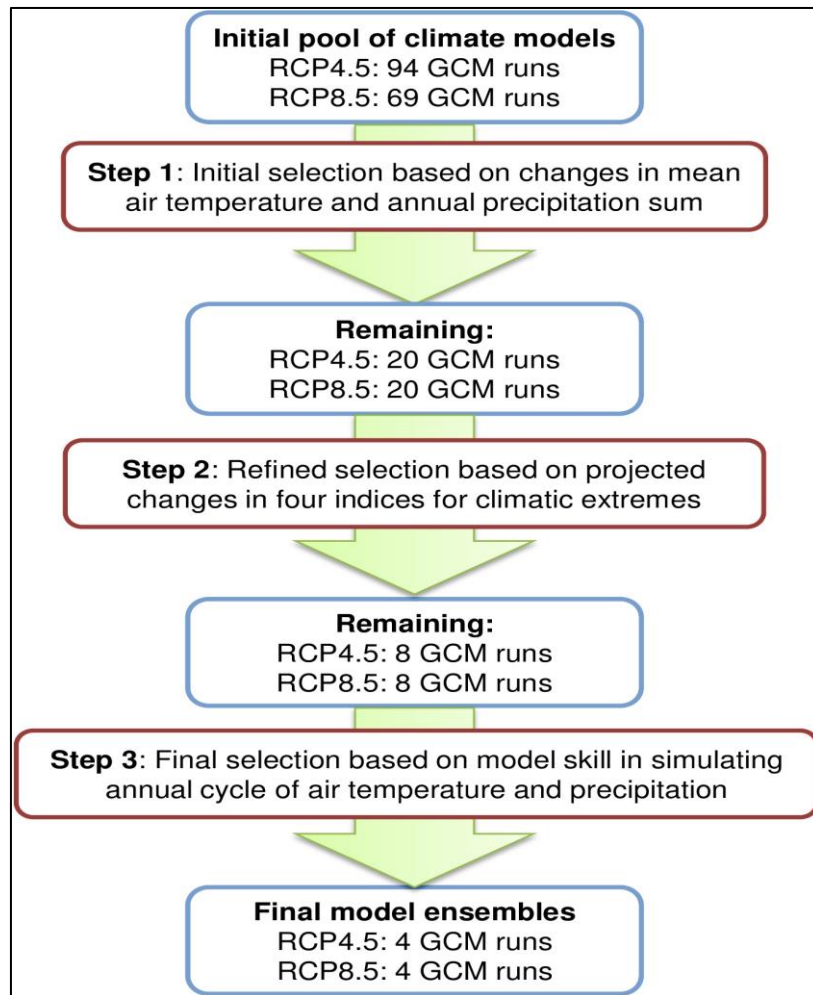 Initial pool of climate models
RCP4.5: 94 GCM runs
RCP8.5: 69 GCM runs
Step 1: Initial selection based on changes in mean
air temperature and annual precipitation sum
Remaining:
RCP4.5: 20 GCM runs
RCP8.5: 20 GCM runs
Step 2: Refined selection based on projected
changes in four indices for climatic extremes
Remaining:
RCP4.5: 8 GCM runs
RCP8.5: 8 GCM runs
Step 3: Final selection based on model skill in simulating
annual cycle of air temperature and precipitation
Final model ensembles
RCP4.5: 4 GCM runs
RCP8.5: 4 GCM runs